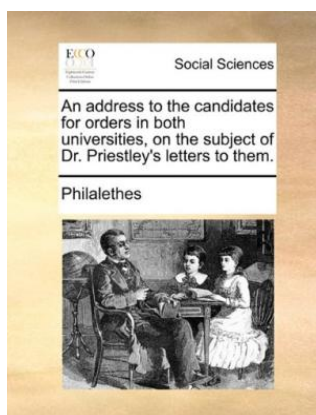 ECCO
Social Sciences
An address to the candidates
for orders in both
universities, on the subject of
Dr. Priestley's letters to them.
Philalethes